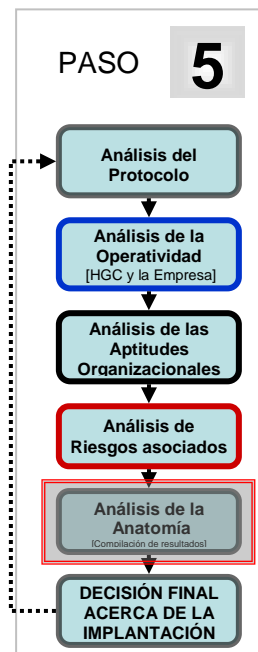 PASO 5
Análisis del
Protocolo
Análisis de la
Operatividad
[HGC y la Empresa]
Análisis de las
Aptitudes
Organizacionales
Análisis de
Riesgos asociados
Análisis de la
Anatomía
[Compilación de resultados]
DECISIÓN FINAL
ACERCA DE LA
IMPLANTACIÓN